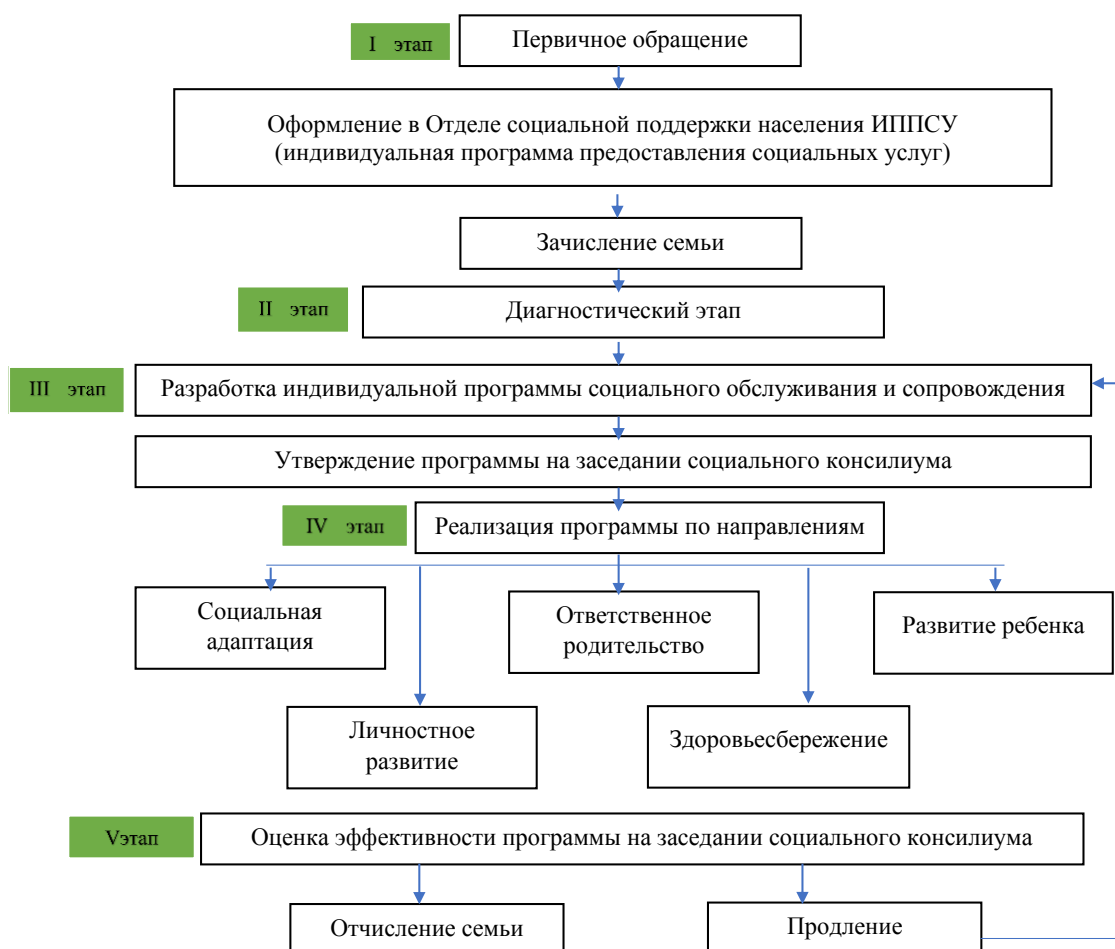 I этап
Первичное обращение
Оформление в Отделе социальной поддержки населения ИППСУ
(индивидуальная программа предоставления социальных услуг)
Зачисление семьи
II этап
Диагностический этап
III этап
Разработка индивидуальной программы социального обслуживания и сопровождения
Утверждение программы на заседании социального консилиума
IV этап
Реализация программы по направлениям
Социальная
адаптация
Ответственное
родительство
Развитие ребенка
Личностное
развитие
Здоровьесбережение
Vэтап
Оценка эффективности программы на заседании социального консилиума
Отчисление семьи
Продление